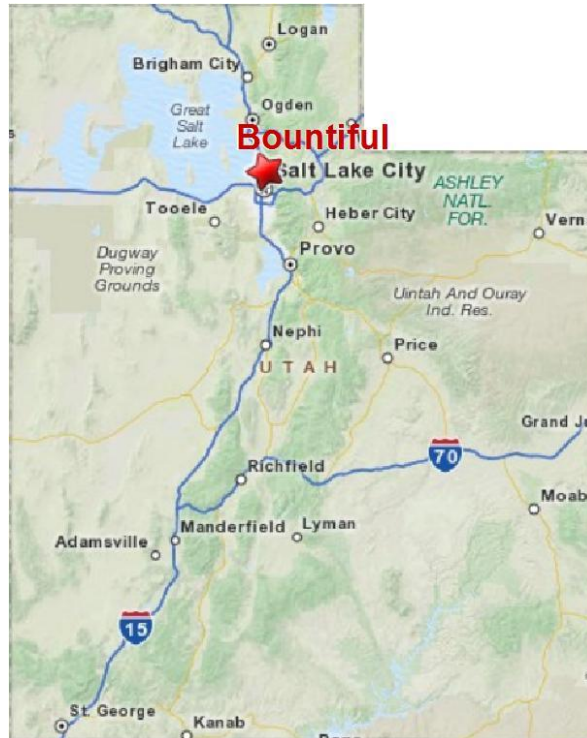 Logan
Brigham City
Great
Salt
Lake
Ogden
Bountiful
Salt Lake City
ASHLEY
NATL.
FOR.
Tooele
Heber City
Vern
Dugway
Proving
Grounds
Provo
Uintah And Ouray
Ind. Res.
Nephi
Price
UTAH
Grand Ju
70
Richfield
Moab
Manderfield
Lyman
Adamsville
15
St. George
Kanab